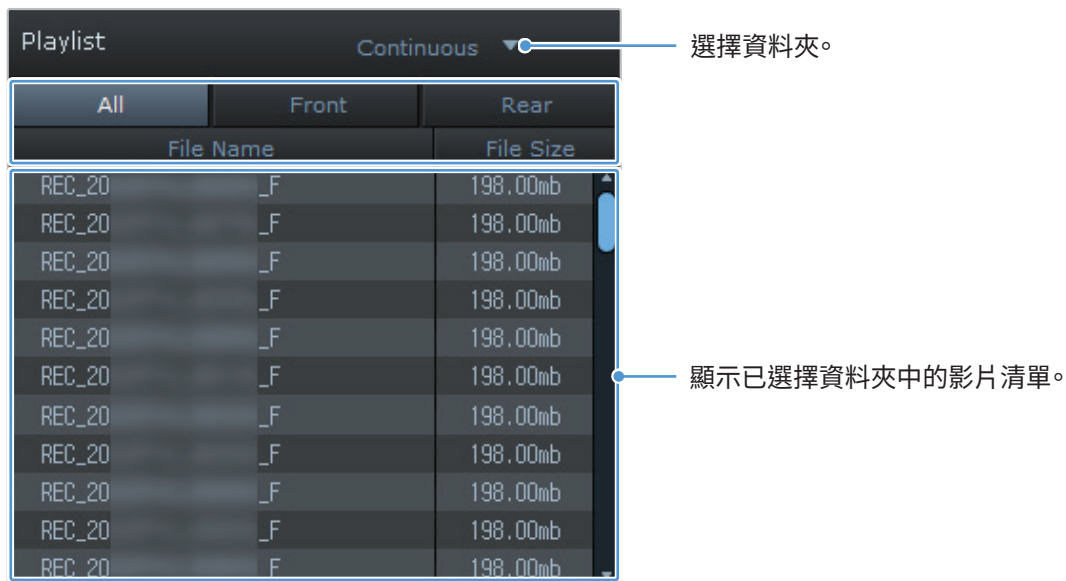 Playlist Continuous 選擇資料夾。
All Front Rear
File Name File Size
REC_20 _F 198.00mb
REC_20 _F 198.00mb
REC_20 _F 198.00mb
REC_20 _F 198.00mb
REC_20 _F 198.00mb
REC_20 _F 198.00mb
顯示已選擇資料夾中的影片清單。
REC_20 _F 198.00mb
REC_20 _F 198.00mb
REC_20 _F 198.00mb
REC_20 _F 198.00mb
REC_20 _F 198.00mb